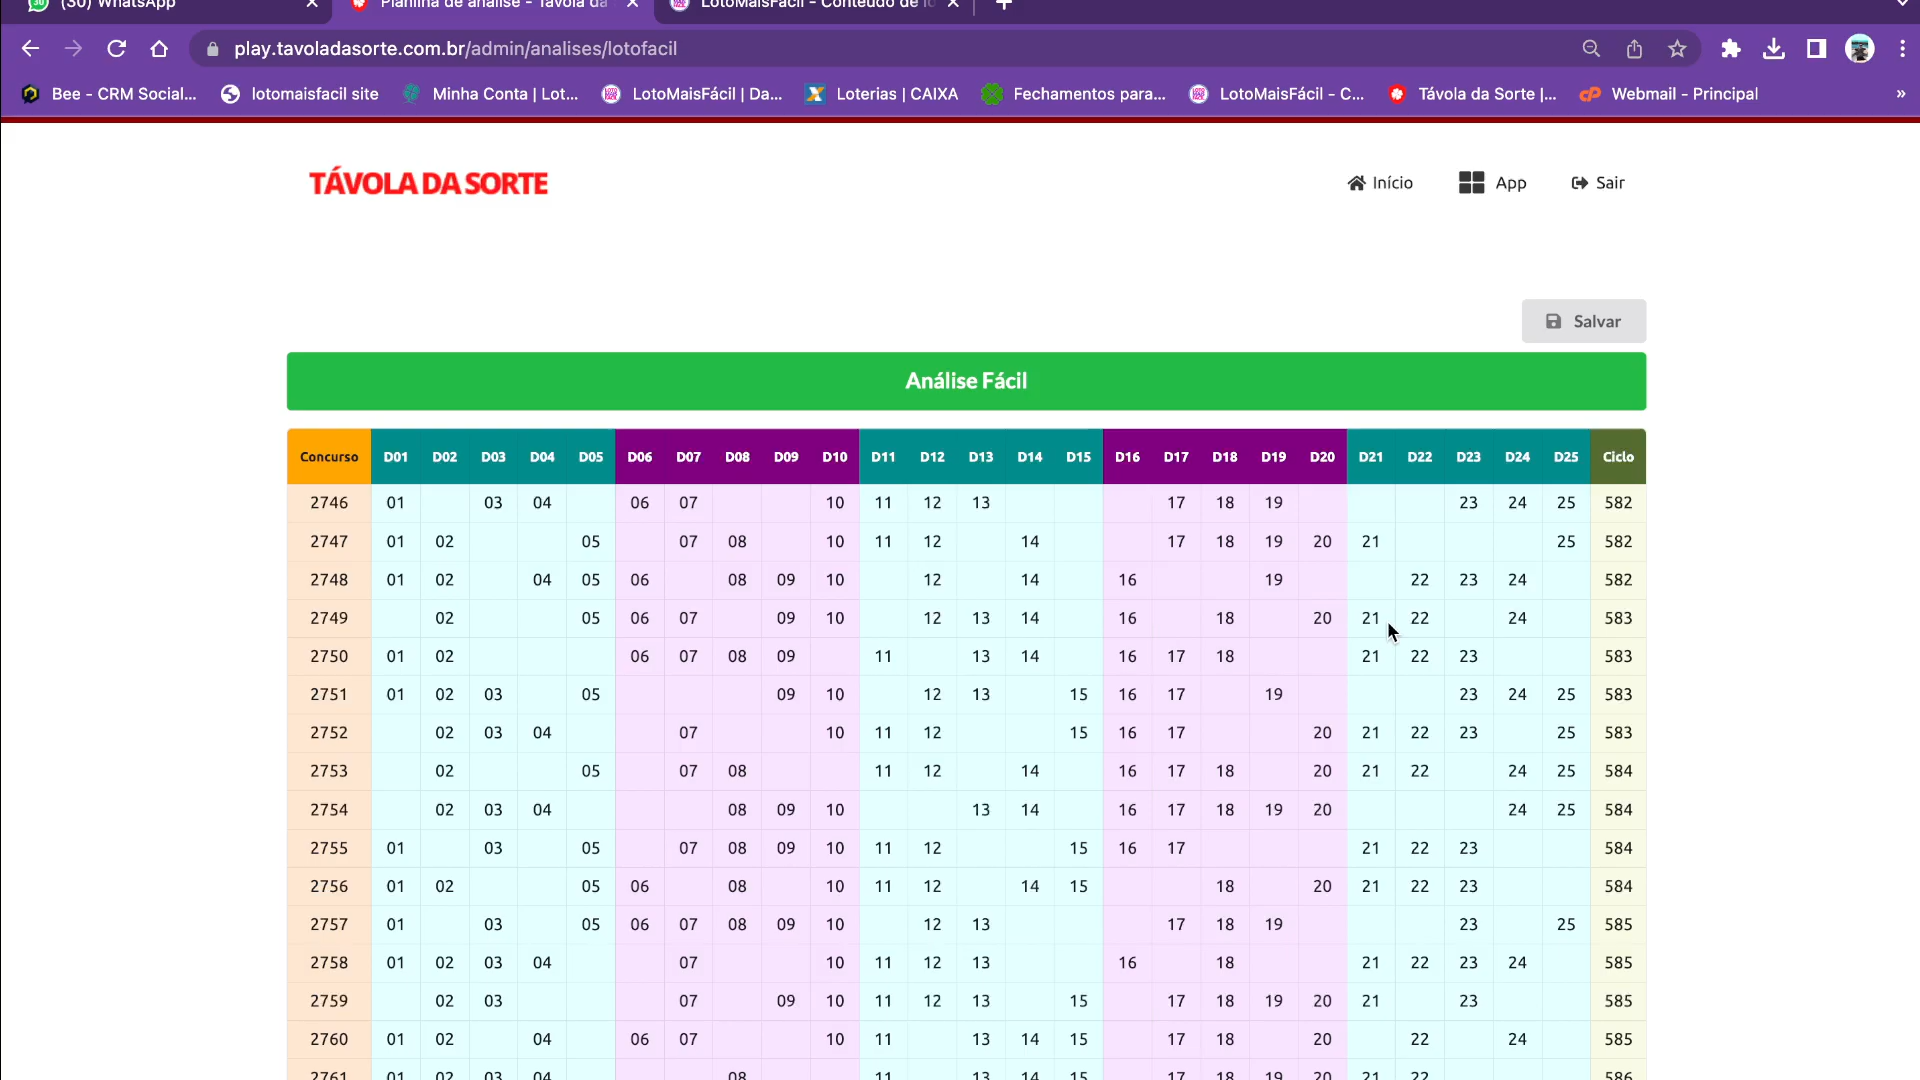 (30) WhatsApp
Planilha de análise - Távola da
LotoMaisFácil - Conteúdo de lo
play.tavoladasorte.com.br/admin/analises/lotofacil
Bee - CRM Social... lotomaisfacil site Minha Conta | Lot... LotoMaisFácil | Da... Loterias | CAIXA Fechamentos para... LotoMaisFácil - C... Távola da Sorte |... Webmail - Principal »
TÁVOLA DA SORTE
Início App Sair
Salvar
Análise Fácil
Concurso D01 D02 D03 D04 D05 D06 D07 D08 D09 D10 D11 D12 D13 D14 D15 D16 D17 D18 D19 D20 D21 D22 D23 D24 D25 Ciclo
2746 01 03 04 06 07 10 11 12 13 17 18 19 23 24 25 582
2747 01 02 05 07 08 10 11 12 14 17 18 19 20 21 25 582
2748 01 02 04 05 06 08 09 10 12 14 16 19 22 23 24 582
2749 02 05 06 07 09 10 12 13 14 16 18 20 21 22 24 583
2750 01 02 06 07 08 09 11 13 14 16 17 18 21 22 23 583
2751 01 02 03 05 09 10 12 13 15 16 17 19 23 24 25 583
2752 02 03 04 07 10 11 12 15 16 17 20 21 22 23 25 583
2753 02 05 07 08 11 12 14 16 17 18 20 21 22 24 25 584
2754 02 03 04 08 09 10 13 14 16 17 18 19 20 24 25 584
2755 01 03 05 07 08 09 10 11 12 15 16 17 21 22 23 584
2756 01 02 05 06 08 10 11 12 14 15 18 20 21 22 23 584
2757 01 03 05 06 07 08 09 10 12 13 17 18 19 23 25 585
2758 01 02 03 04 07 10 11 12 13 16 18 21 22 23 24 585
2759 02 03 07 09 10 11 12 13 15 17 18 19 20 21 23 585
2760 01 02 04 06 07 10 11 13 14 15 17 18 20 22 24 585
2761 01 02 03 04 08 11 13 14 15 17 18 19 20 21 22 586